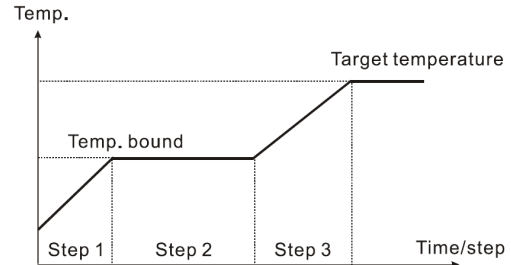 Temp.
Target temperature
Temp. bound
Step 1 Step 2 Step 3 Time/step